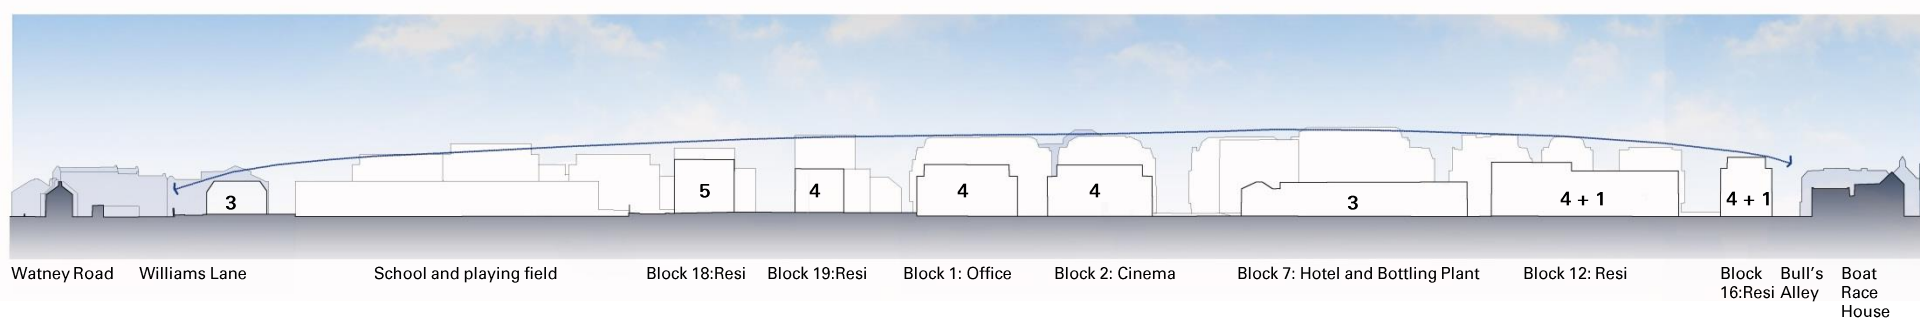 3
5
4
4
4
3
4 + 1
4 + 1
Watney Road
Williams Lane
School and playing field
Block 18:Resi
Block 19:Resi
Block 1: Office
Block 2: Cinema
Block 7: Hotel and Bottling Plant
Block 12: Resi
Block
16:Resi
Bull's
Alley
Boat
Race
House